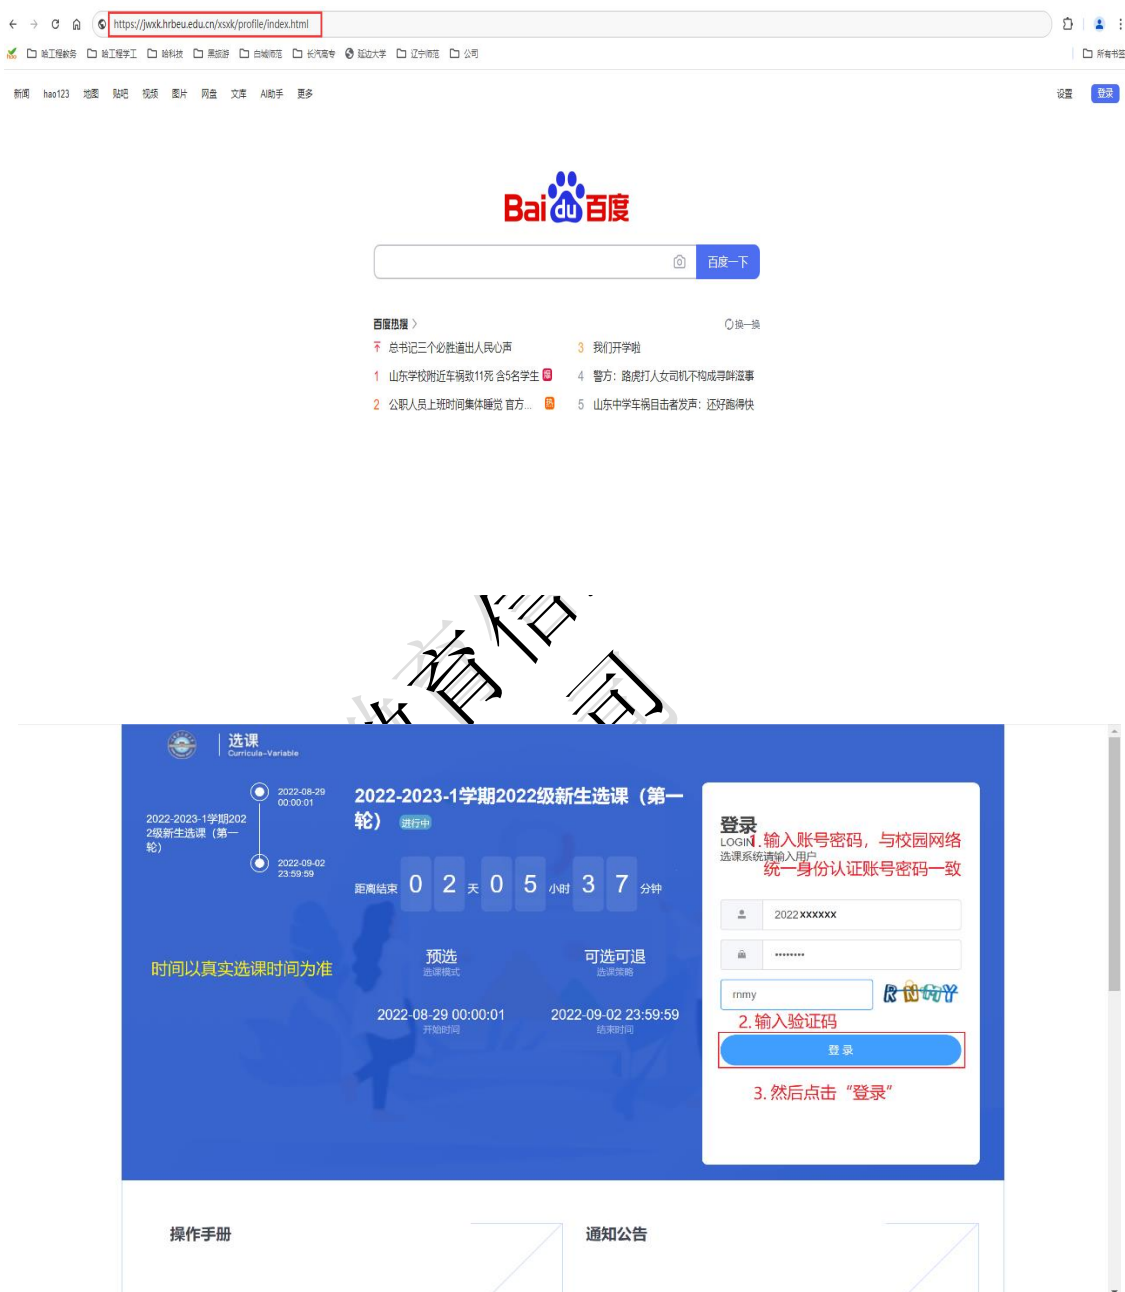 https://jwxk.hrbeu.edu.cn/xsxk/profile/index.html
哈工程教务 哈工程学工 哈科技 黑旅游 白城师范 长汽高专 延边大学 辽宁师范 公司 所有书签
新闻 hao123 地图 贴吧 视频 图片 网盘 文库 AI助手 更多 设置 登录
Bai du 百度
百度一下
百度热搜 换一换
总书记三个必胜道出人民心声
3 我们开学啦
1 山东学校附近车祸致11死 含5名学生 爆
4 警方：路虎打人女司机不构成寻衅滋事
2 公职人员上班时间集体睡觉 官方... 热
5 山东中学车祸目击者发声：还好跑得快
育信
司
选课
Curricula-Variable
2022-08-29
00:00:01
2022-2023-1学期202
2级新生选课（第一
轮）
2022-09-02
23:59:59
时间以真实选课时间为准
2022-2023-1学期2022级新生选课（第一
轮） 进行中
距离结束 0 2 天 0 5 小时 3 7 分钟
预选
选课模式
可选可退
选课策略
2022-08-29 00:00:01
开始时间
2022-09-02 23:59:59
结束时间
登录
LOGIN
选课系统请输入用户
1.输入账号密码，与校园网络
统一身份认证账号密码一致
2022xxxxxx
••••••••
rnmy RNMY
2.输入验证码
登录
3.然后点击“登录”
操作手册
通知公告